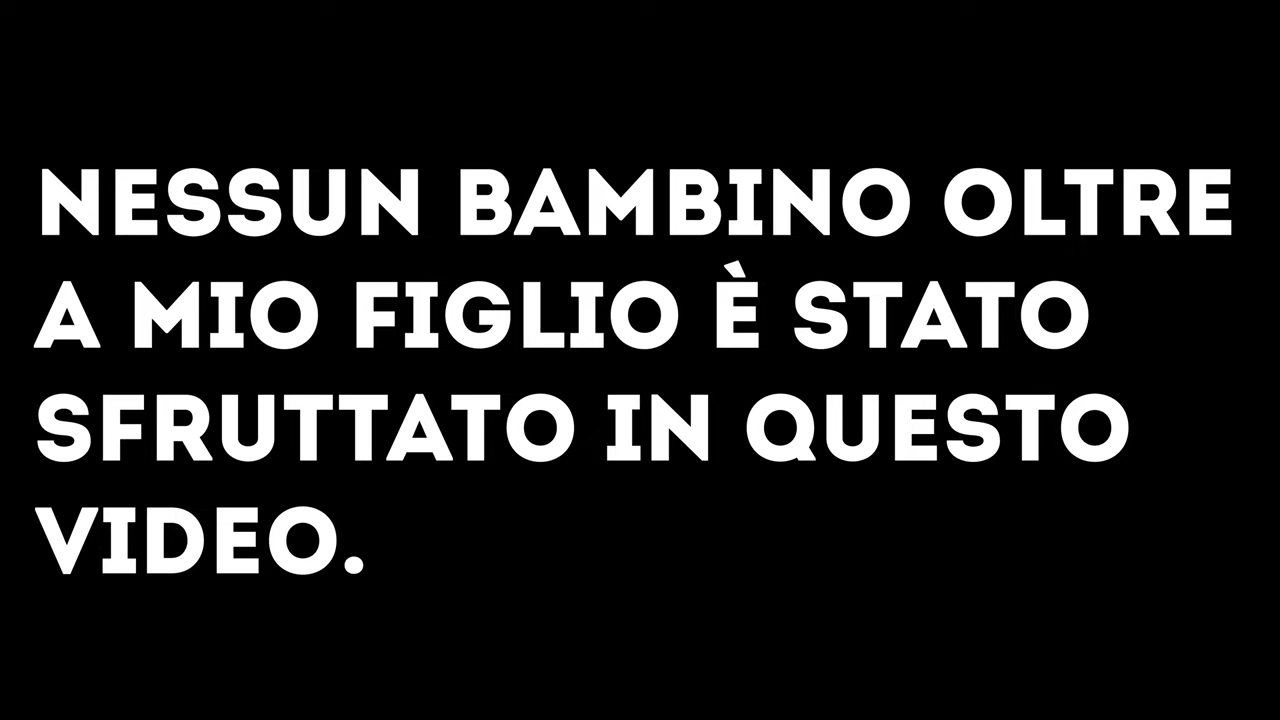 NESSUN BAMBINO OLTRE
A MIO FIGLIO È STATO
SFRUTTATO IN QUESTO
VIDEO.